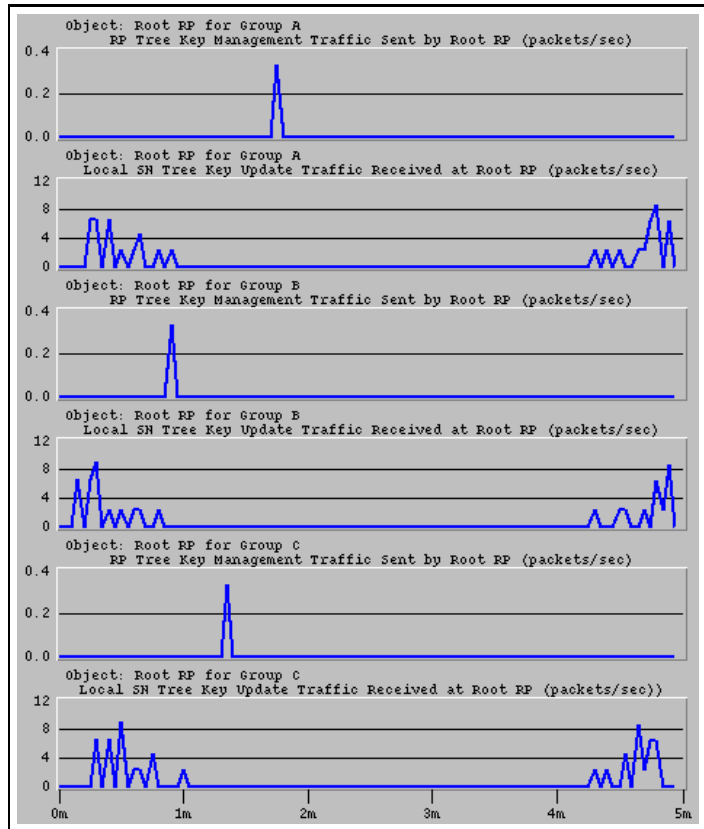 Object: Root RP for Group A
RP Tree Key Management Traffic Sent by Root RP (packets/sec)
0.4
0.2
0.0
Object: Root RP for Group A
Local SN Tree Key Update Traffic Received at Root RP (packets/sec)
12
8
4
0
Object: Root RP for Group B
RP Tree Key Management Traffic Sent by Root RP (packets/sec)
0.4
0.2
0.0
Object: Root RP for Group B
Local SN Tree Key Update Traffic Received at Root RP (packets/sec)
12
8
4
0
Object: Root RP for Group C
RP Tree Key Management Traffic Sent by Root RP (packets/sec)
0.4
0.2
0.0
Object: Root RP for Group C
Local SN Tree Key Update Traffic Received at Root RP (packets/sec))
12
8
4
0
0m 1m 2m 3m 4m 5m